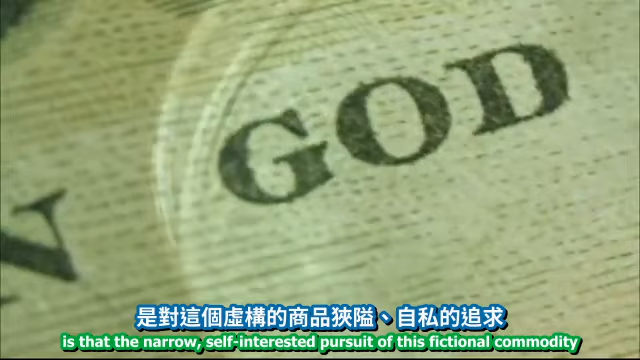 GOD
N
是對這個虛構的商品狹隘、自私的追求
is that the narrow, self-interested pursuit of this fictional commodity